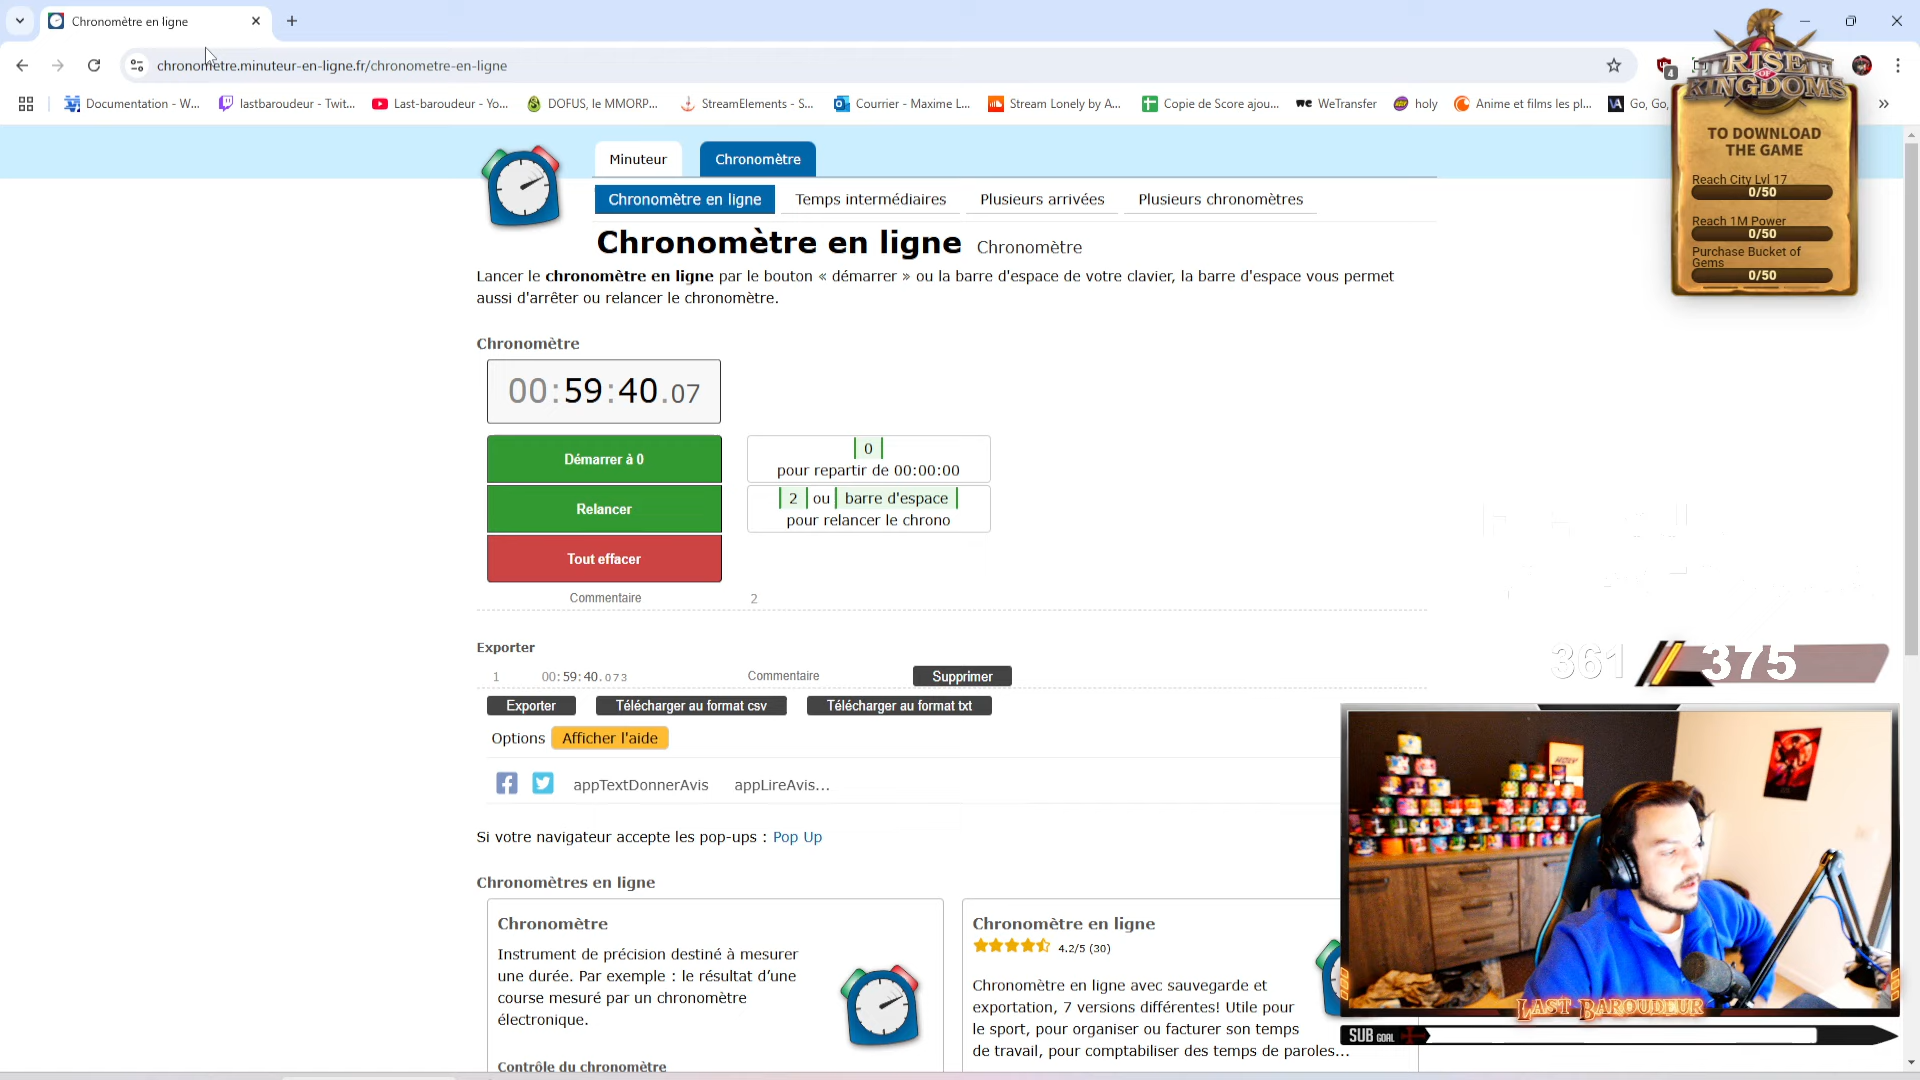 Chronomètre en ligne
chronometre.minuteur-en-ligne.fr/chronometre-en-ligne
4
Documentation - W...
lastbaroudeur - Twit...
Last-baroudeur - Yo...
DOFUS, le MMORP...
StreamElements - S...
Courrier - Maxime L...
Stream Lonely by A...
Copie de Score ajou...
WeTransfer
holy
Anime et films les pl...
Go, Go,
RISE OF KINGDOMS
TO DOWNLOAD
THE GAME
Reach City Lvl 17
0/50
Reach 1M Power
0/50
Purchase Bucket of
Gems
0/50
Minuteur
Chronomètre
Chronomètre en ligne
Temps intermédiaires
Plusieurs arrivées
Plusieurs chronomètres
Chronomètre en ligne Chronomètre
Lancer le chronomètre en ligne par le bouton « démarrer » ou la barre d'espace de votre clavier, la barre d'espace vous permet
aussi d'arrêter ou relancer le chronomètre.
Chronomètre
00:59:40.07
Démarrer à 0
0
pour repartir de 00:00:00
Relancer
2 ou barre d'espace
pour relancer le chrono
Tout effacer
Commentaire 2
Exporter
1 00:59:40.073 Commentaire Supprimer
Exporter Télécharger au format csv Télécharger au format txt
Options Afficher l'aide
appTextDonnerAvis appLireAvis...
Si votre navigateur accepte les pop-ups : Pop Up
Chronomètres en ligne
Chronomètre
Instrument de précision destiné à mesurer
une durée. Par exemple : le résultat d'une
course mesuré par un chronomètre
électronique.
Contrôle du chronomètre
Chronomètre en ligne
4.2/5 (30)
Chronomètre en ligne avec sauvegarde et
exportation, 7 versions différentes! Utile pour
le sport, pour organiser ou facturer son temps
de travail, pour comptabiliser des temps de paroles...
361 375
LAST BAROUDEUR
SUB GOAL